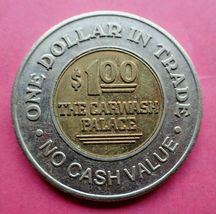 ONE DOLLAR IN TRADE
$1.00
THE CARWASH
PALACE
NO CASH VALUE